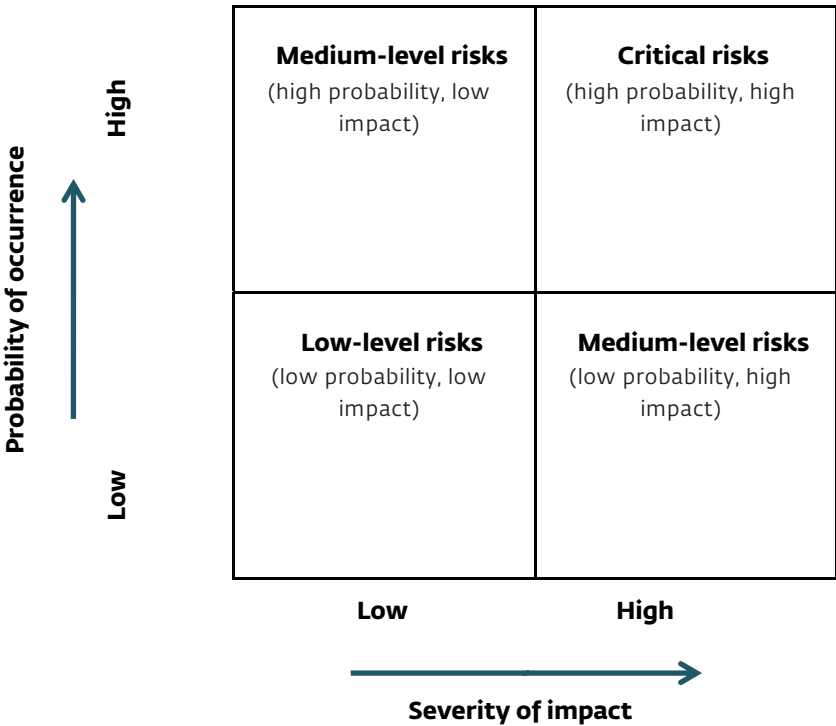 Probability of occurrence
High
Low
Medium-level risks
(high probability, low
impact)
Critical risks
(high probability, high
impact)
Low-level risks
(low probability, low
impact)
Medium-level risks
(low probability, high
impact)
Low
High
Severity of impact